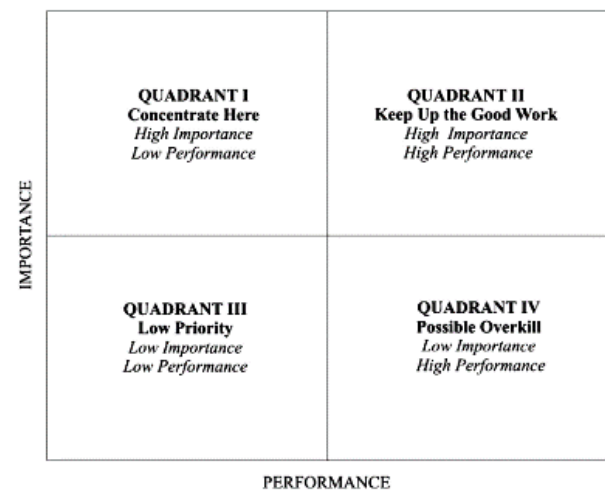 QUADRANT I
Concentrate Here
High Importance
Low Performance
QUADRANT II
Keep Up the Good Work
High Importance
High Performance
IMPORTANCE
QUADRANT III
Low Priority
Low Importance
Low Performance
QUADRANT IV
Possible Overkill
Low Importance
High Performance
PERFORMANCE